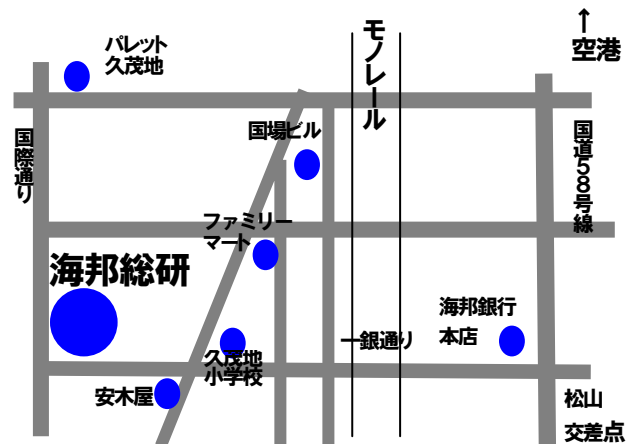 ↑
空港
パレット
久茂地
モノレール
国場ビル
国際通り
国道58号線
ファミリー
マート
海邦総研
海邦銀行
本店
一銀通り
久茂地
小学校
安木屋
松山
交差点